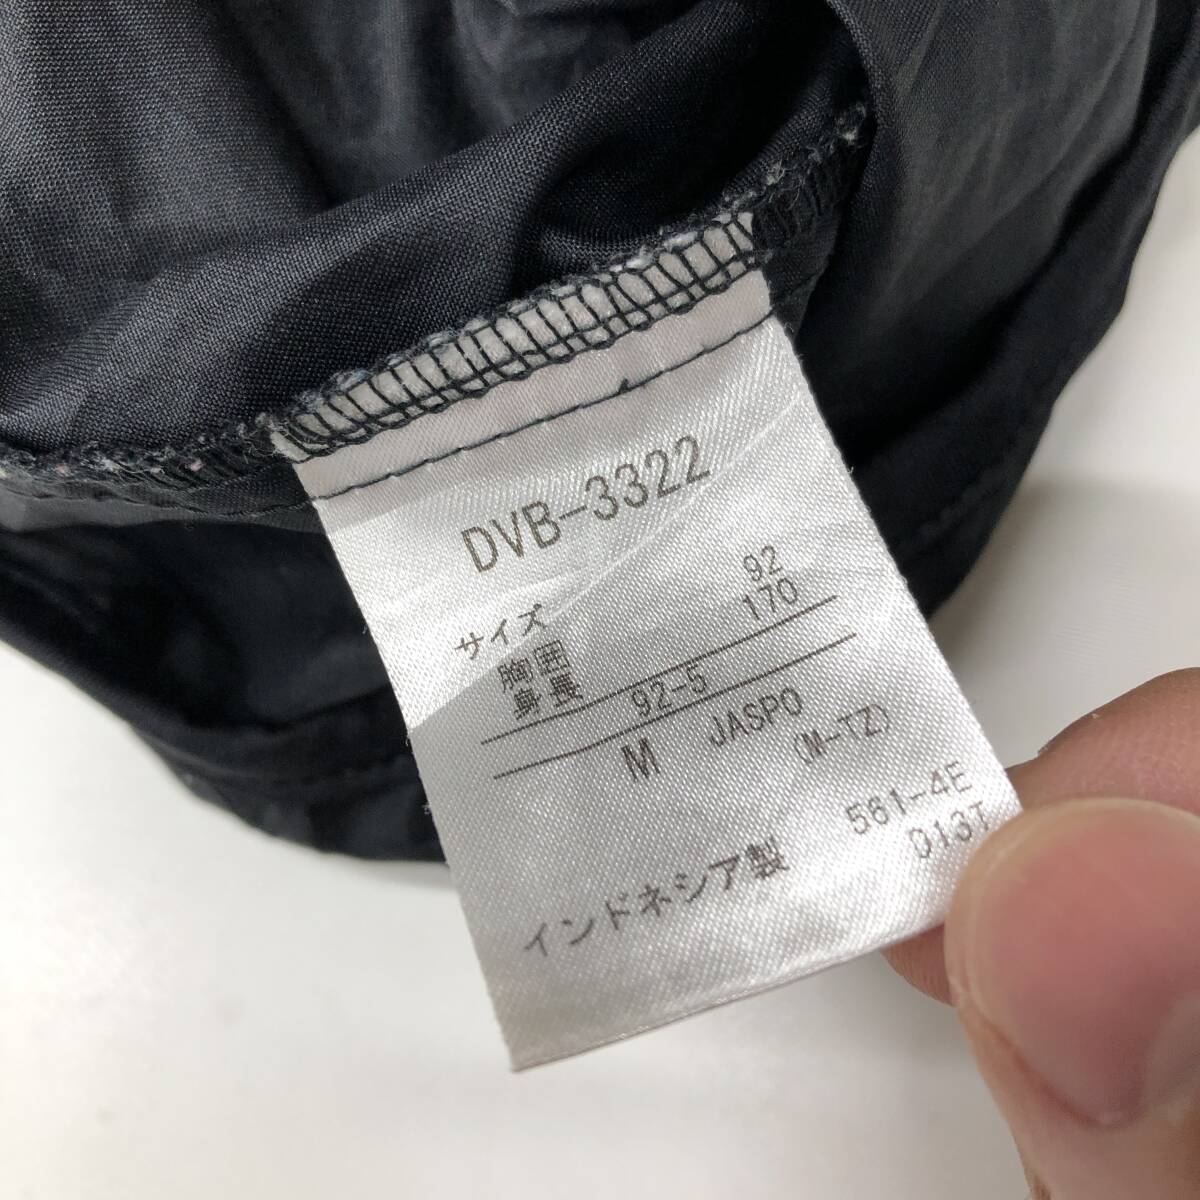 DVB-3322
サイズ
胸囲 92
身長 170
92-5
M JASPO
(M-TZ)
561-4E
D13T
インドネシア製